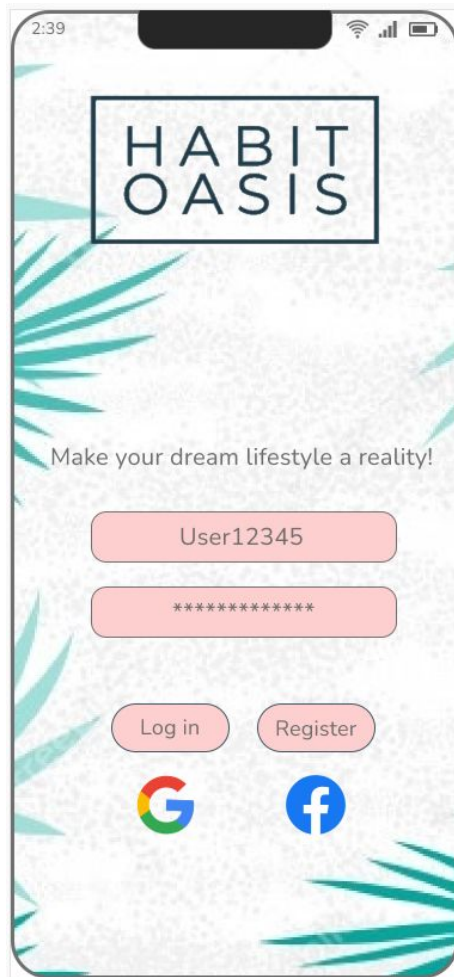 2:39
HABIT
OASIS
Make your dream lifestyle a reality!
User12345
*************
Log in
Register